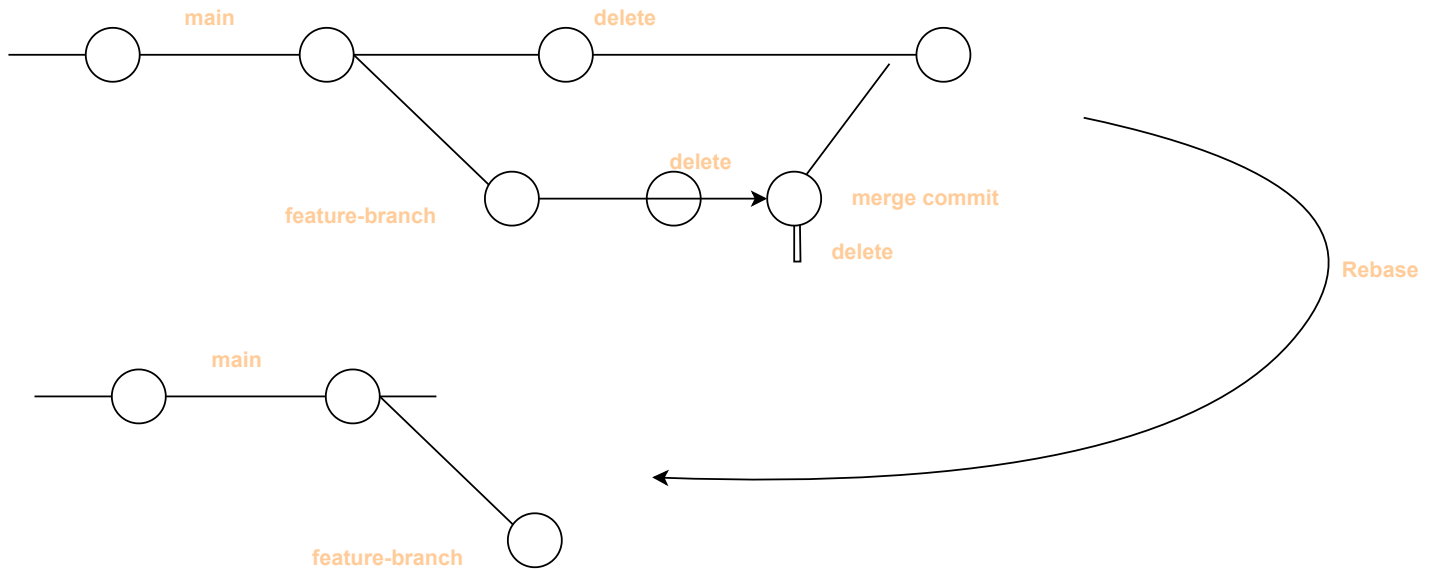 main
delete
delete
feature-branch
merge commit
delete
Rebase
main
feature-branch